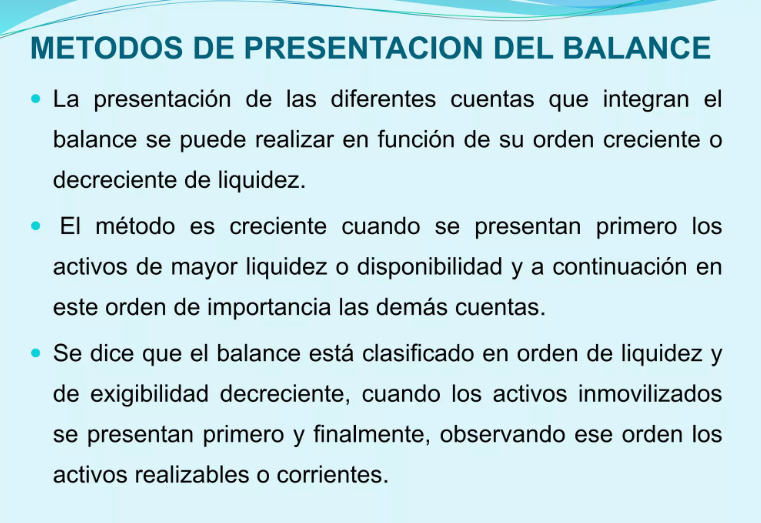 METODOS DE PRESENTACION DEL BALANCE
• La presentación de las diferentes cuentas que integran el
balance se puede realizar en función de su orden creciente o
decreciente de liquidez.
• El método es creciente cuando se presentan primero los
activos de mayor liquidez o disponibilidad y a continuación en
este orden de importancia las demás cuentas.
• Se dice que el balance está clasificado en orden de liquidez y
de exigibilidad decreciente, cuando los activos inmovilizados
se presentan primero y finalmente, observando ese orden los
activos realizables o corrientes.